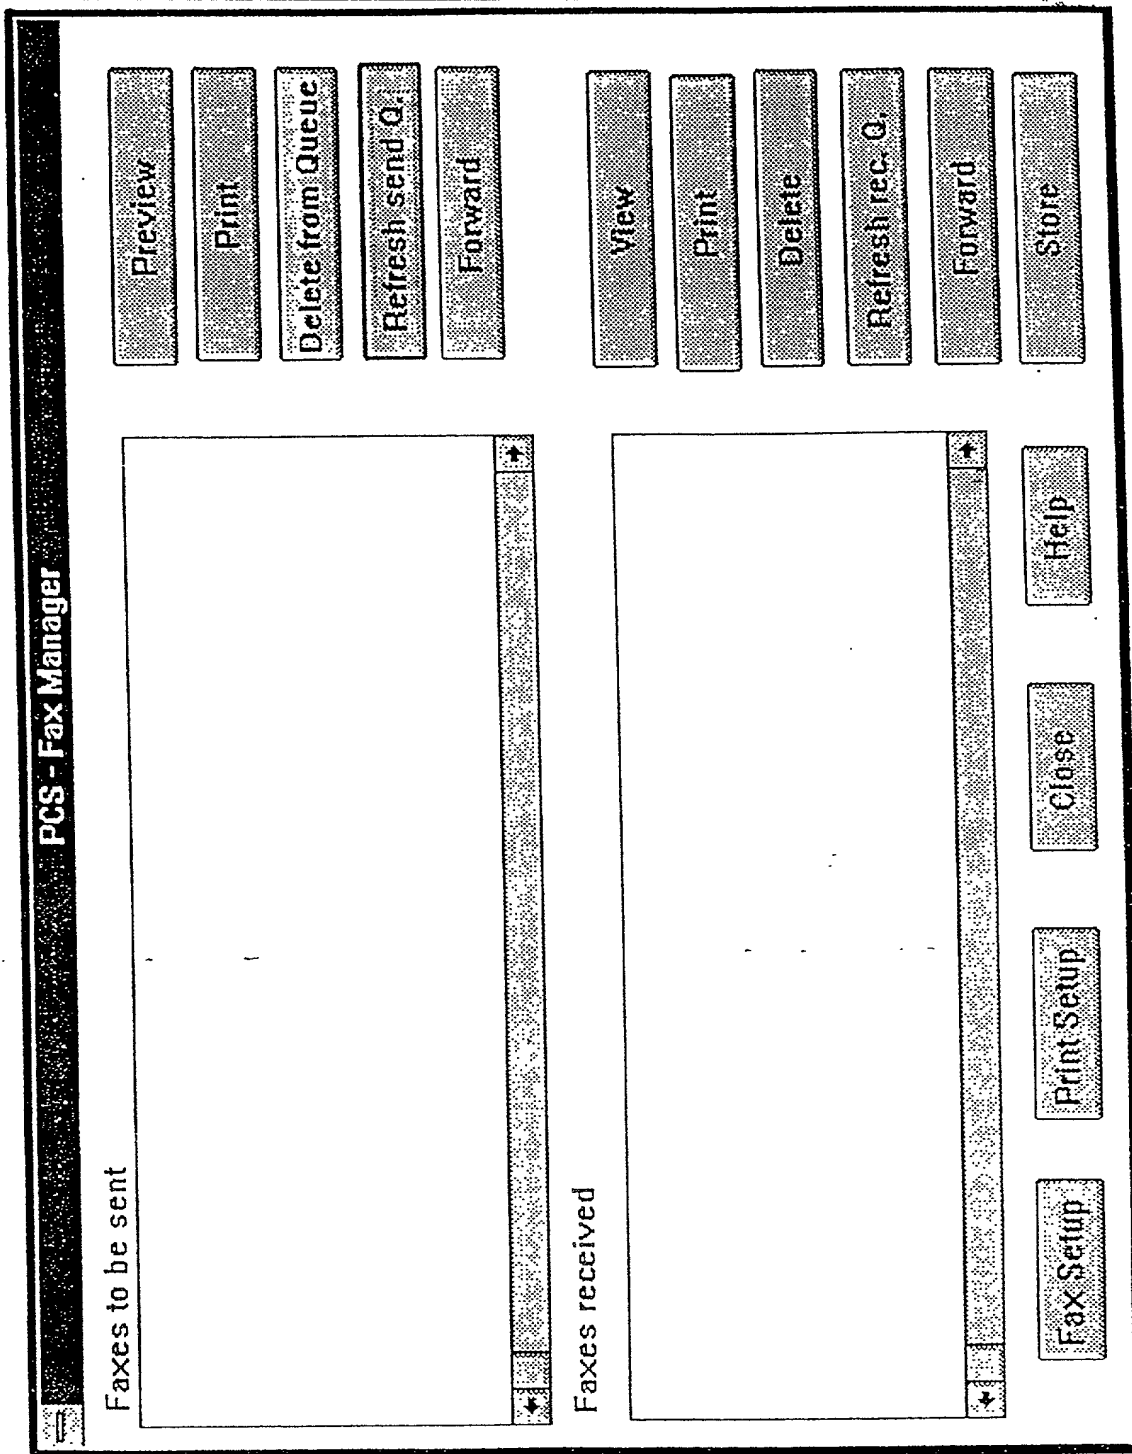 PCS - Fax Manager
Faxes to be sent
Preview
Print
Delete from Queue
Refresh send Q.
Forward
Faxes received
View
Print
Delete
Refresh rec. Q.
Forward
Store
Fax Setup
Print Setup
Close
Help